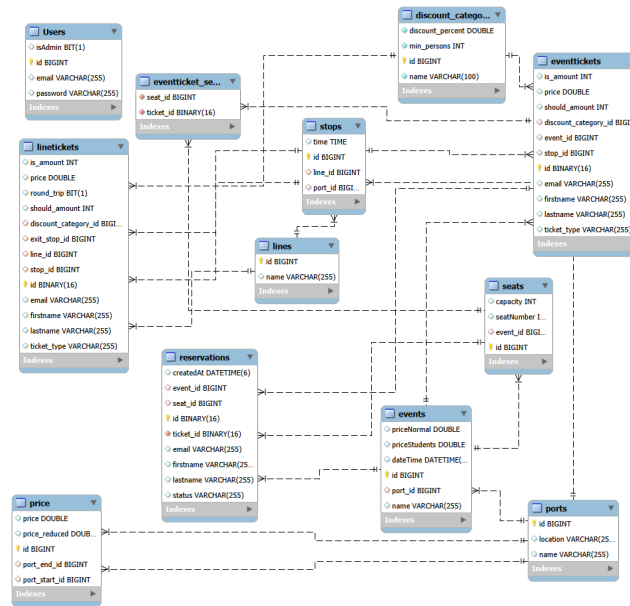 Users
isAdmin BIT(1)
id BIGINT
email VARCHAR(255)
password VARCHAR(255)
Indexes
eventticket_se...
seat_id BIGINT
ticket_id BINARY(16)
Indexes
discount_catego...
discount_percent DOUBLE
min_persons INT
id BIGINT
name VARCHAR(100)
Indexes
eventtickets
is_amount INT
price DOUBLE
should_amount INT
discount_category_id BIGINT
event_id BIGINT
stop_id BIGINT
id BINARY(16)
email VARCHAR(255)
firstname VARCHAR(255)
lastname VARCHAR(255)
ticket_type VARCHAR(255)
Indexes
linetickets
is_amount INT
price DOUBLE
round_trip BIT(1)
should_amount INT
discount_category_id BIGI...
exit_stop_id BIGINT
line_id BIGINT
stop_id BIGINT
id BINARY(16)
email VARCHAR(255)
firstname VARCHAR(255)
lastname VARCHAR(255)
ticket_type VARCHAR(255)
Indexes
stops
time TIME
id BIGINT
line_id BIGINT
port_id BIGI...
Indexes
lines
id BIGINT
name VARCHAR(255)
Indexes
seats
capacity INT
seatNumber I...
event_id BIGI...
id BIGINT
Indexes
reservations
createdAt DATETIME(6)
event_id BIGINT
seat_id BIGINT
id BINARY(16)
ticket_id BINARY(16)
email VARCHAR(255)
firstname VARCHAR(25...
lastname VARCHAR(255)
status VARCHAR(255)
Indexes
events
priceNormal DOUBLE
priceStudents DOUBLE
dateTime DATETIME(...
id BIGINT
port_id BIGINT
name VARCHAR(255)
Indexes
price
price DOUBLE
price_reduced DOUB...
id BIGINT
port_end_id BIGINT
port_start_id BIGINT
Indexes
ports
id BIGINT
location VARCHAR(25...
name VARCHAR(255)
Indexes